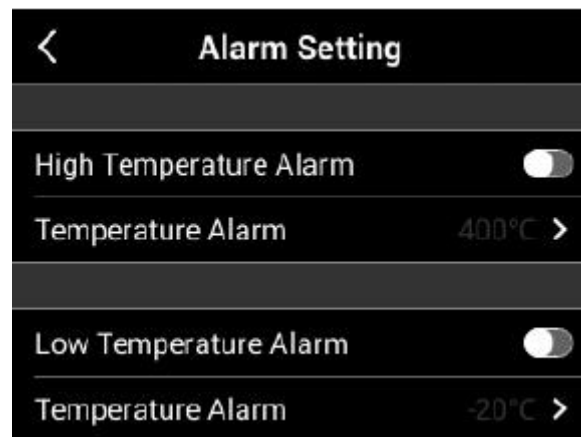 Alarm Setting
High Temperature Alarm
Temperature Alarm 400°C
Low Temperature Alarm
Temperature Alarm -20°C